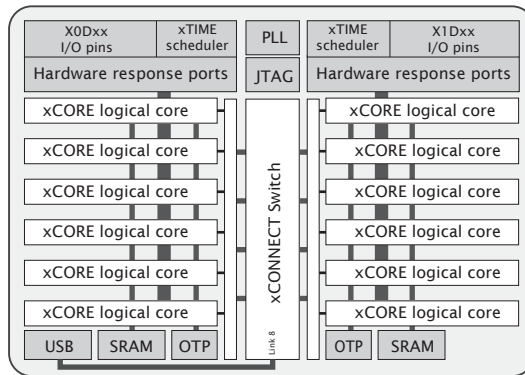 X0Dxx
I/O pins
xTIME
scheduler
PLL
xTIME
scheduler
X1Dxx
I/O pins
Hardware response ports
JTAG
Hardware response ports
xCORE logical core
xCORE logical core
xCORE logical core
xCORE logical core
xCORE logical core
xCORE logical core
xCONNECT Switch
Link 8
xCORE logical core
xCORE logical core
xCORE logical core
xCORE logical core
xCORE logical core
xCORE logical core
USB
SRAM
OTP
OTP
SRAM